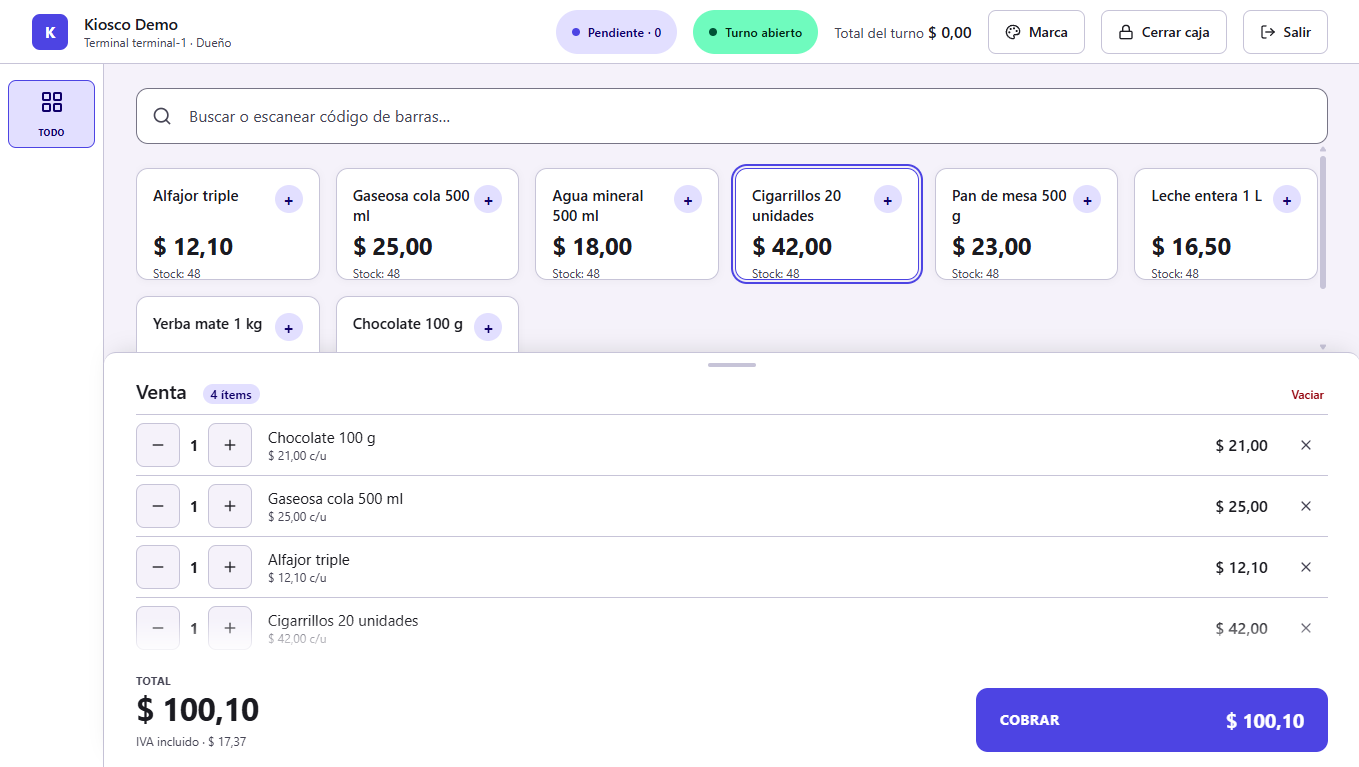 K
Kiosco Demo
Terminal terminal-1 · Dueño
Pendiente · 0
Turno abierto
Total del turno $ 0,00
Marca
Cerrar caja
Salir
TODO
Buscar o escanear código de barras...
Alfajor triple
+
$ 12,10
Stock: 48
Gaseosa cola 500
ml
+
$ 25,00
Stock: 48
Agua mineral
500 ml
+
$ 18,00
Stock: 48
Cigarrillos 20
unidades
+
$ 42,00
Stock: 48
Pan de mesa 500
g
+
$ 23,00
Stock: 48
Leche entera 1 L
+
$ 16,50
Stock: 48
Yerba mate 1 kg
+
Chocolate 100 g
+
Venta
4 ítems
Vaciar
− 1 + Chocolate 100 g $ 21,00 ×
$ 21,00 c/u
− 1 + Gaseosa cola 500 ml $ 25,00 ×
$ 25,00 c/u
− 1 + Alfajor triple $ 12,10 ×
$ 12,10 c/u
− 1 + Cigarrillos 20 unidades $ 42,00 ×
$ 42,00 c/u
TOTAL
$ 100,10
IVA incluido · $ 17,37
COBRAR $ 100,10